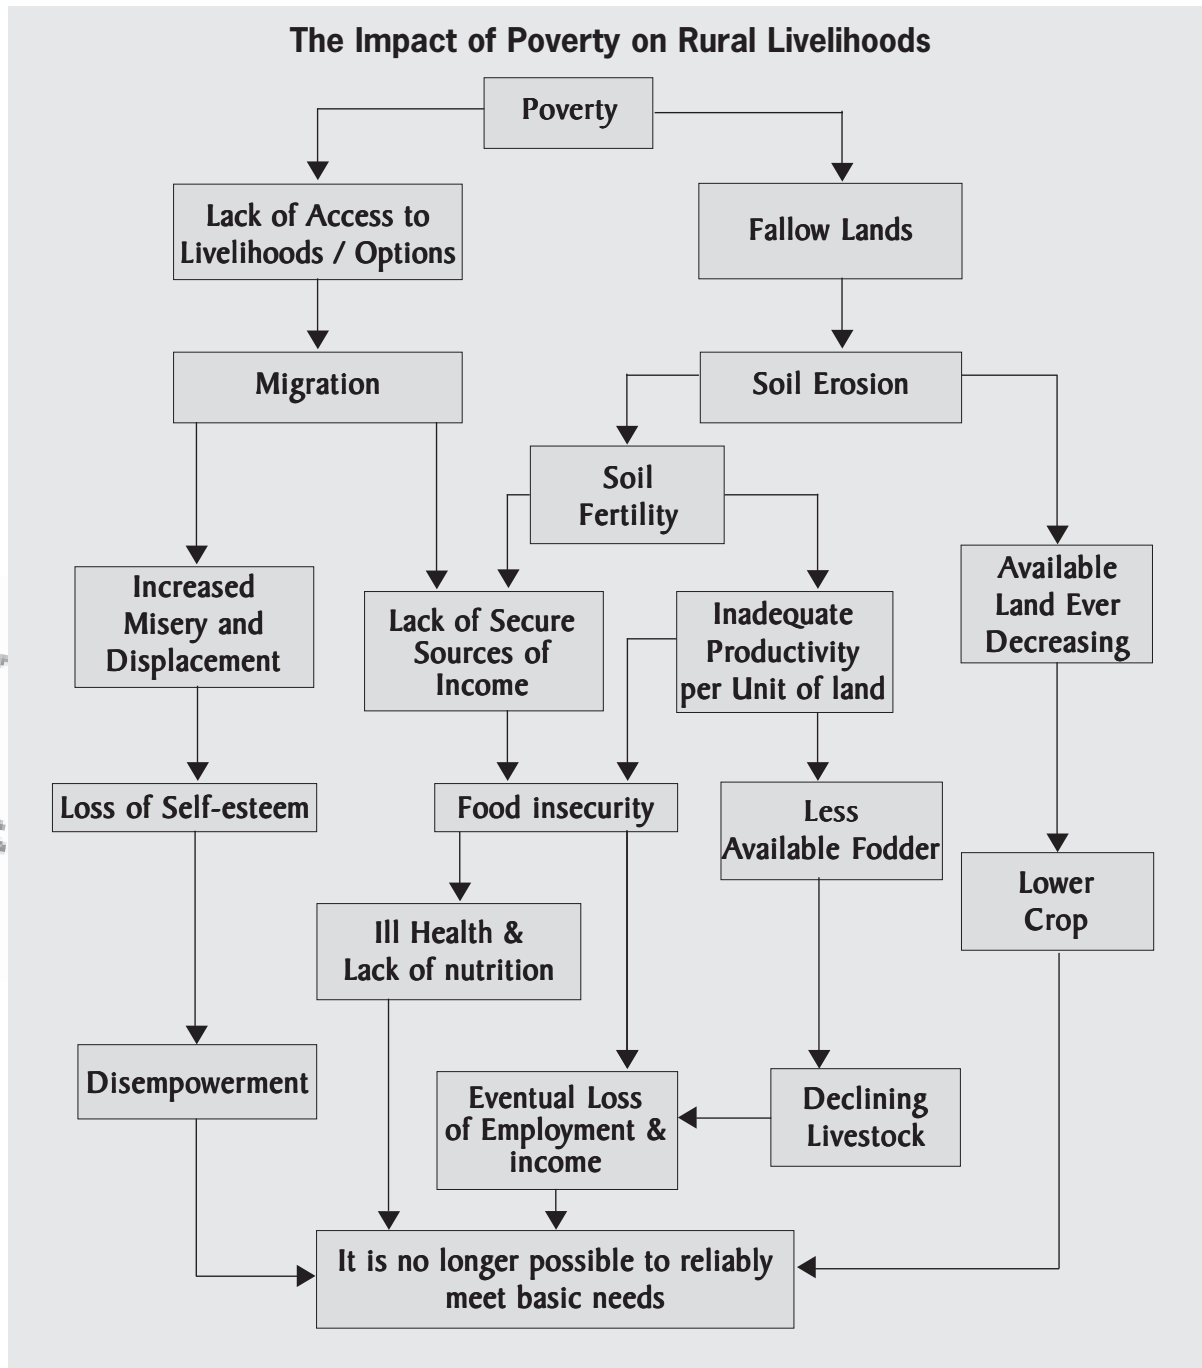 The Impact of Poverty on Rural Livelihoods
Poverty
Lack of Access to
Livelihoods / Options
Fallow Lands
Migration
Soil Erosion
Soil
Fertility
Increased
Misery and
Displacement
Lack of Secure
Sources of
Income
Inadequate
Productivity
per Unit of land
Available
Land Ever
Decreasing
Loss of Self-esteem
Food insecurity
Less
Available Fodder
Lower
Crop
Ill Health &
Lack of nutrition
Disempowerment
Eventual Loss
of Employment &
income
Declining
Livestock
It is no longer possible to reliably
meet basic needs